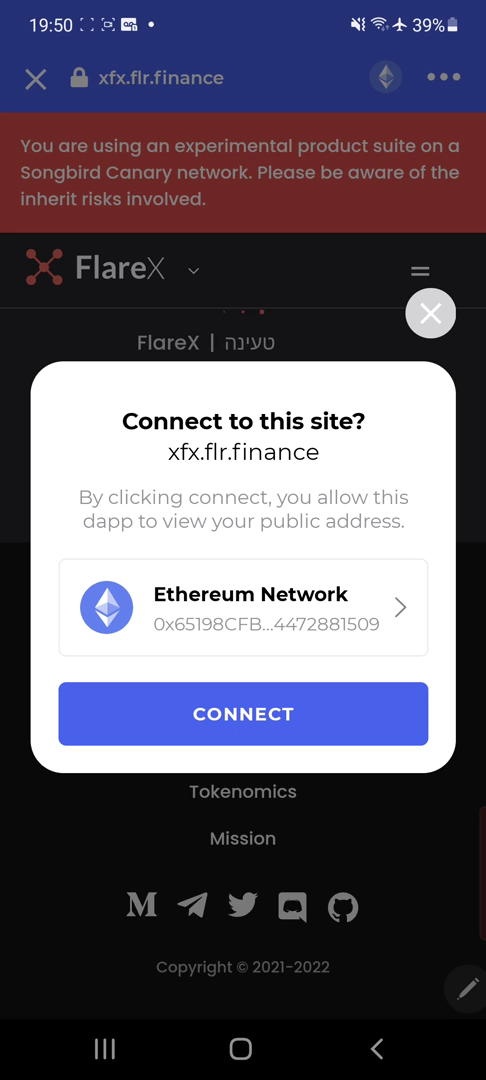 19:50
39%
xfx.flr.finance
You are using an experimental product suite on a
Songbird Canary network. Please be aware of the
inherit risks involved.
FlareX
FlareX | טעינה
Connect to this site?
xfx.flr.finance
By clicking connect, you allow this
dapp to view your public address.
Ethereum Network
0x65198CFB...4472881509
CONNECT
Tokenomics
Mission
Copyright © 2021-2022